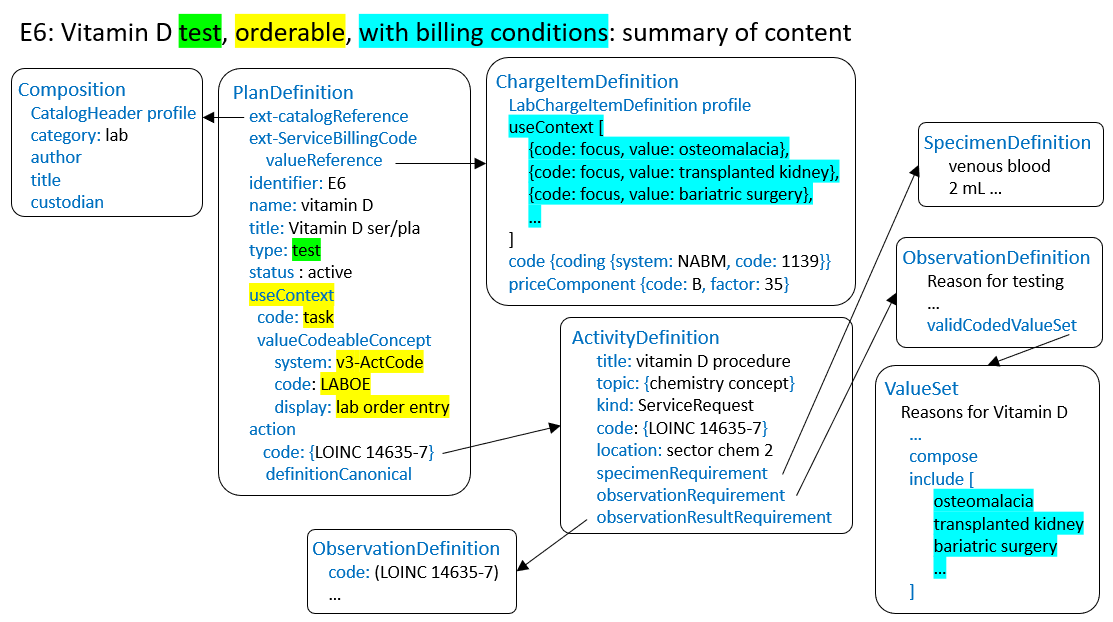 E6: Vitamin D test, orderable, with billing conditions: summary of content
Composition
CatalogHeader profile
category: lab
author
title
custodian
PlanDefinition
ext-catalogReference
ext-ServiceBillingCode
valueReference
identifier: E6
name: vitamin D
title: Vitamin D ser/pla
type: test
status : active
useContext
code: task
valueCodeableConcept
system: v3-ActCode
code: LABOE
display: lab order entry
action
code: {LOINC 14635-7}
definitionCanonical
ChargeItemDefinition
LabChargeItemDefinition profile
useContext [
{code: focus, value: osteomalacia},
{code: focus, value: transplanted kidney},
{code: focus, value: bariatric surgery},
...
]
code {coding {system: NABM, code: 1139}}
priceComponent {code: B, factor: 35}
ActivityDefinition
title: vitamin D procedure
topic: {chemistry concept}
kind: ServiceRequest
code: {LOINC 14635-7}
location: sector chem 2
specimenRequirement
observationRequirement
observationResultRequirement
ObservationDefinition
code: (LOINC 14635-7)
...
SpecimenDefinition
venous blood
2 mL ...
ObservationDefinition
Reason for testing
...
validCodedValueSet
ValueSet
Reasons for Vitamin D
...
compose
include [
osteomalacia
transplanted kidney
bariatric surgery
...
]